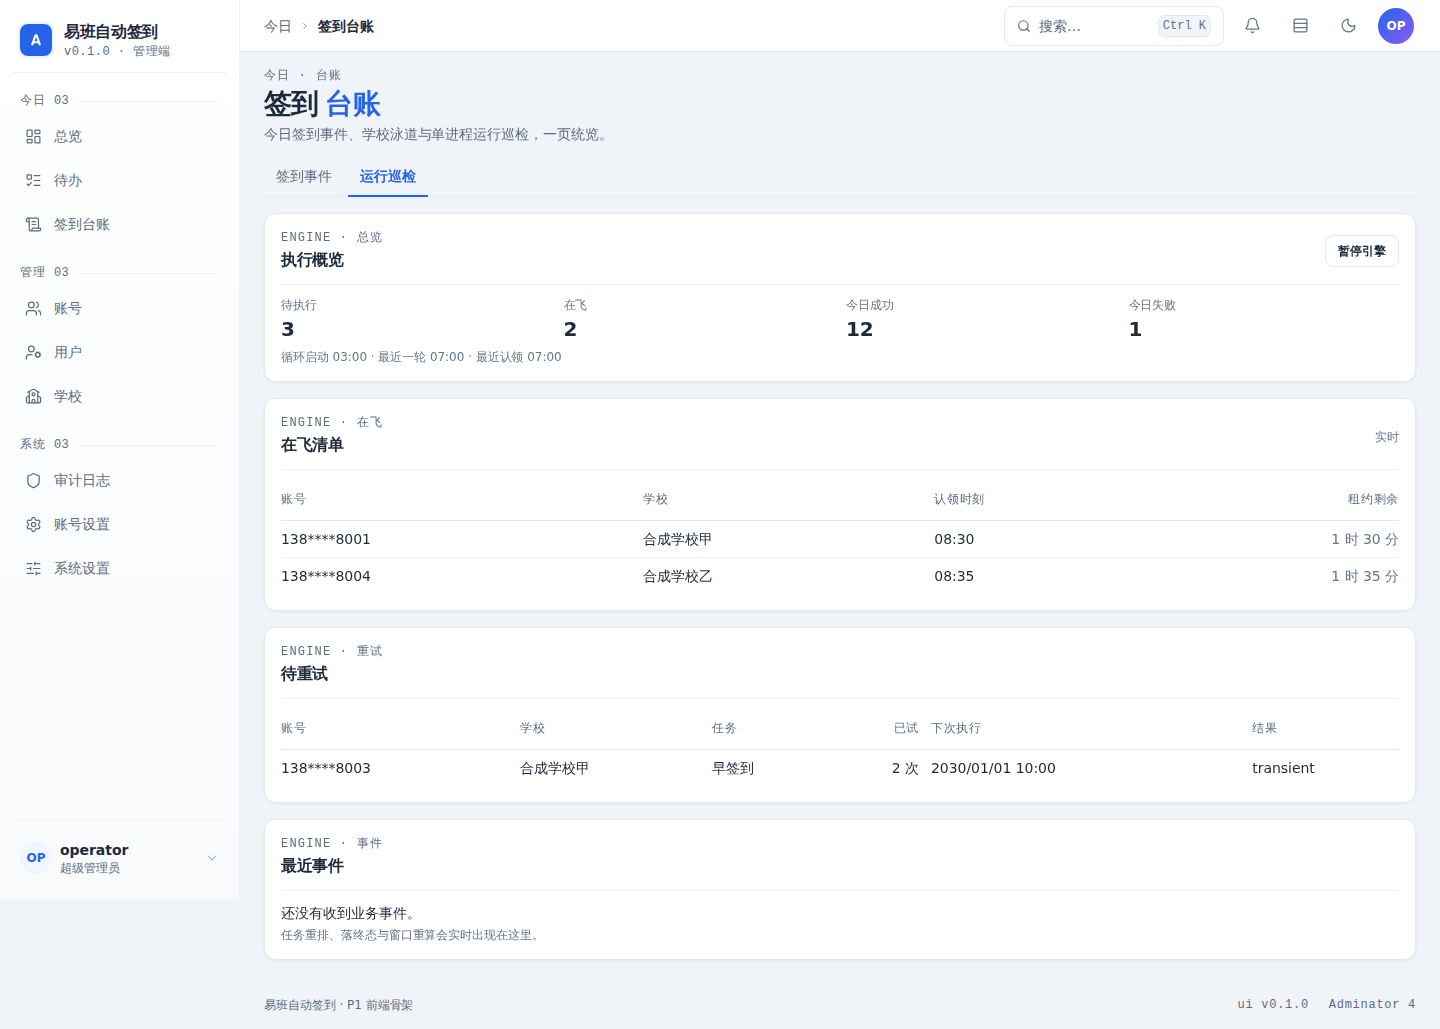 A
易班自动签到
v0.1.0 · 管理端
今日 03
总览
待办
签到台账
管理 03
账号
用户
学校
系统 03
审计日志
账号设置
系统设置
OP
operator
超级管理员
今日 › 签到台账
搜索… Ctrl K
OP
今日 · 台账
签到 台账
今日签到事件、学校泳道与单进程运行巡检，一页统览。
签到事件 运行巡检
ENGINE · 总览
执行概览
暂停引擎
待执行 在飞 今日成功 今日失败
3 2 12 1
循环启动 03:00 · 最近一轮 07:00 · 最近认领 07:00
ENGINE · 在飞
在飞清单
实时
账号 学校 认领时刻 租约剩余
138****8001 合成学校甲 08:30 1 时 30 分
138****8004 合成学校乙 08:35 1 时 35 分
ENGINE · 重试
待重试
账号 学校 任务 已试 下次执行 结果
138****8003 合成学校甲 早签到 2 次 2030/01/01 10:00 transient
ENGINE · 事件
最近事件
还没有收到业务事件。
任务重排、落终态与窗口重算会实时出现在这里。
易班自动签到 · P1 前端骨架
ui v0.1.0 Adminator 4